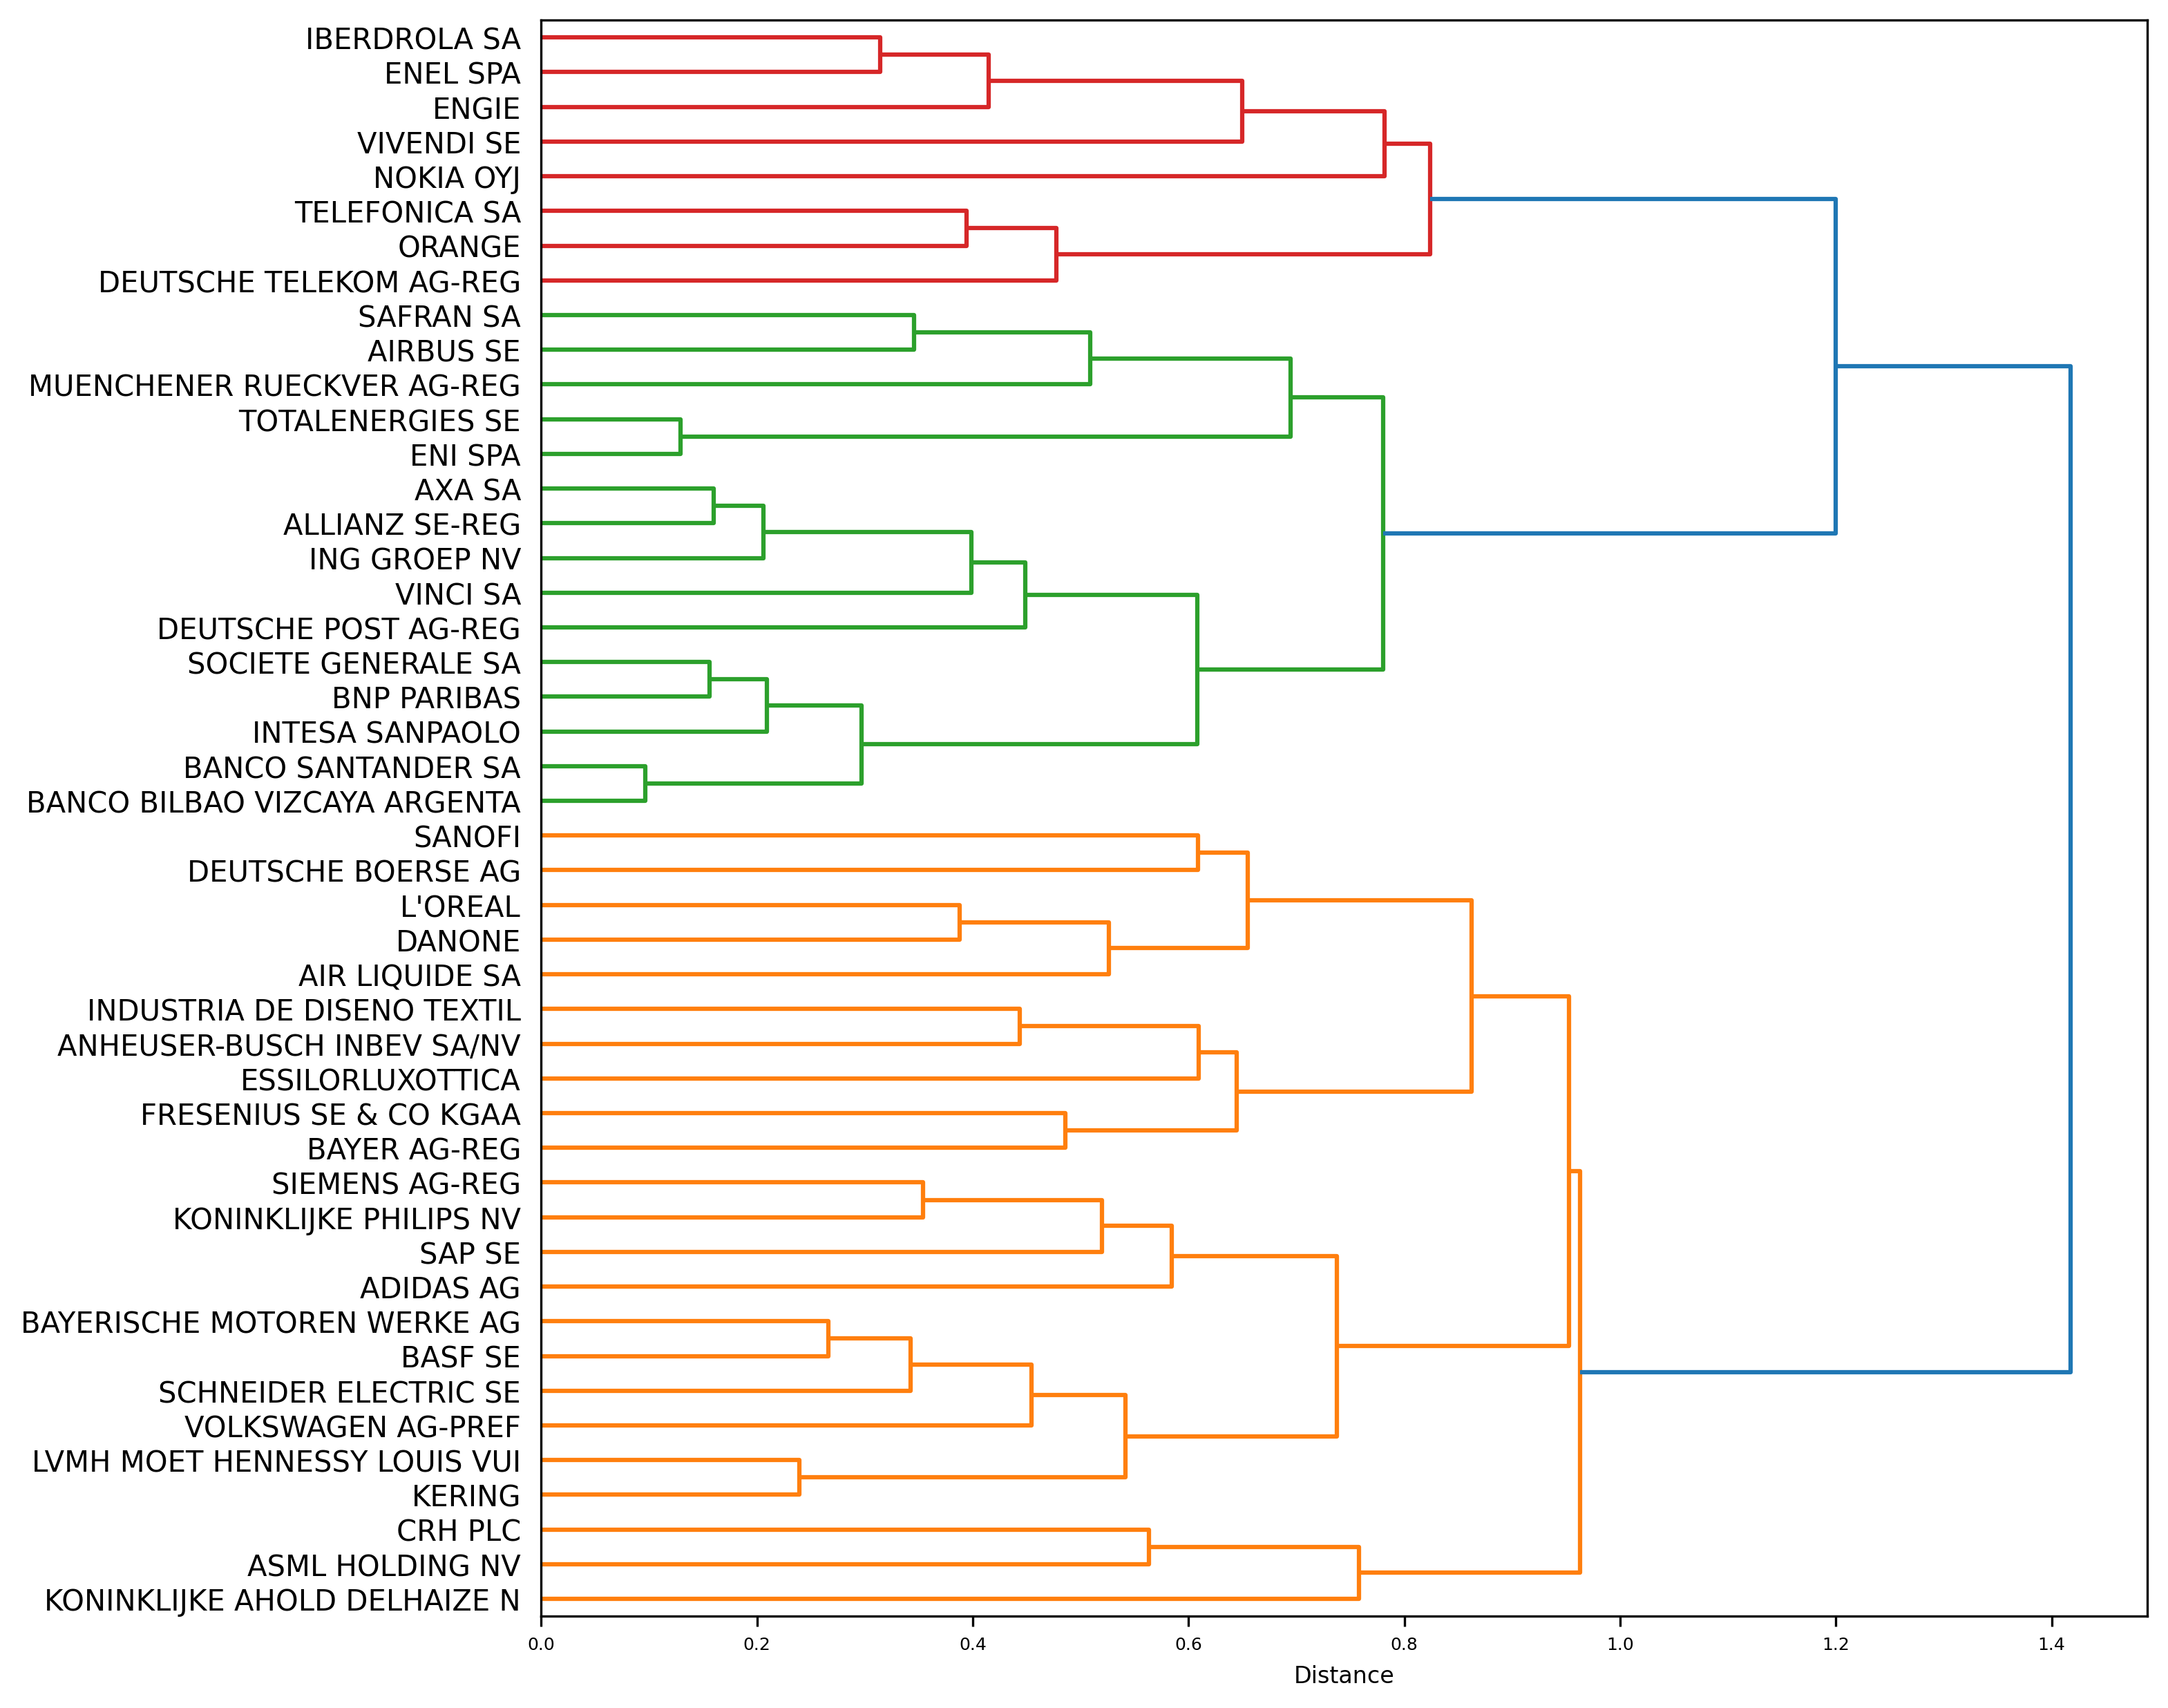 IBERDROLA SA
ENEL SPA
ENGIE
VIVENDI SE
NOKIA OYJ
TELEFONICA SA
ORANGE
DEUTSCHE TELEKOM AG-REG
SAFRAN SA
AIRBUS SE
MUENCHENER RUECKVER AG-REG
TOTALENERGIES SE
ENI SPA
AXA SA
ALLIANZ SE-REG
ING GROEP NV
VINCI SA
DEUTSCHE POST AG-REG
SOCIETE GENERALE SA
BNP PARIBAS
INTESA SANPAOLO
BANCO SANTANDER SA
BANCO BILBAO VIZCAYA ARGENTA
SANOFI
DEUTSCHE BOERSE AG
L'OREAL
DANONE
AIR LIQUIDE SA
INDUSTRIA DE DISENO TEXTIL
ANHEUSER-BUSCH INBEV SA/NV
ESSILORLUXOTTICA
FRESENIUS SE & CO KGAA
BAYER AG-REG
SIEMENS AG-REG
KONINKLIJKE PHILIPS NV
SAP SE
ADIDAS AG
BAYERISCHE MOTOREN WERKE AG
BASF SE
SCHNEIDER ELECTRIC SE
VOLKSWAGEN AG-PREF
LVMH MOET HENNESSY LOUIS VUI
KERING
CRH PLC
ASML HOLDING NV
KONINKLIJKE AHOLD DELHAIZE N
0.0 0.2 0.4 0.6 0.8 1.0 1.2 1.4
Distance